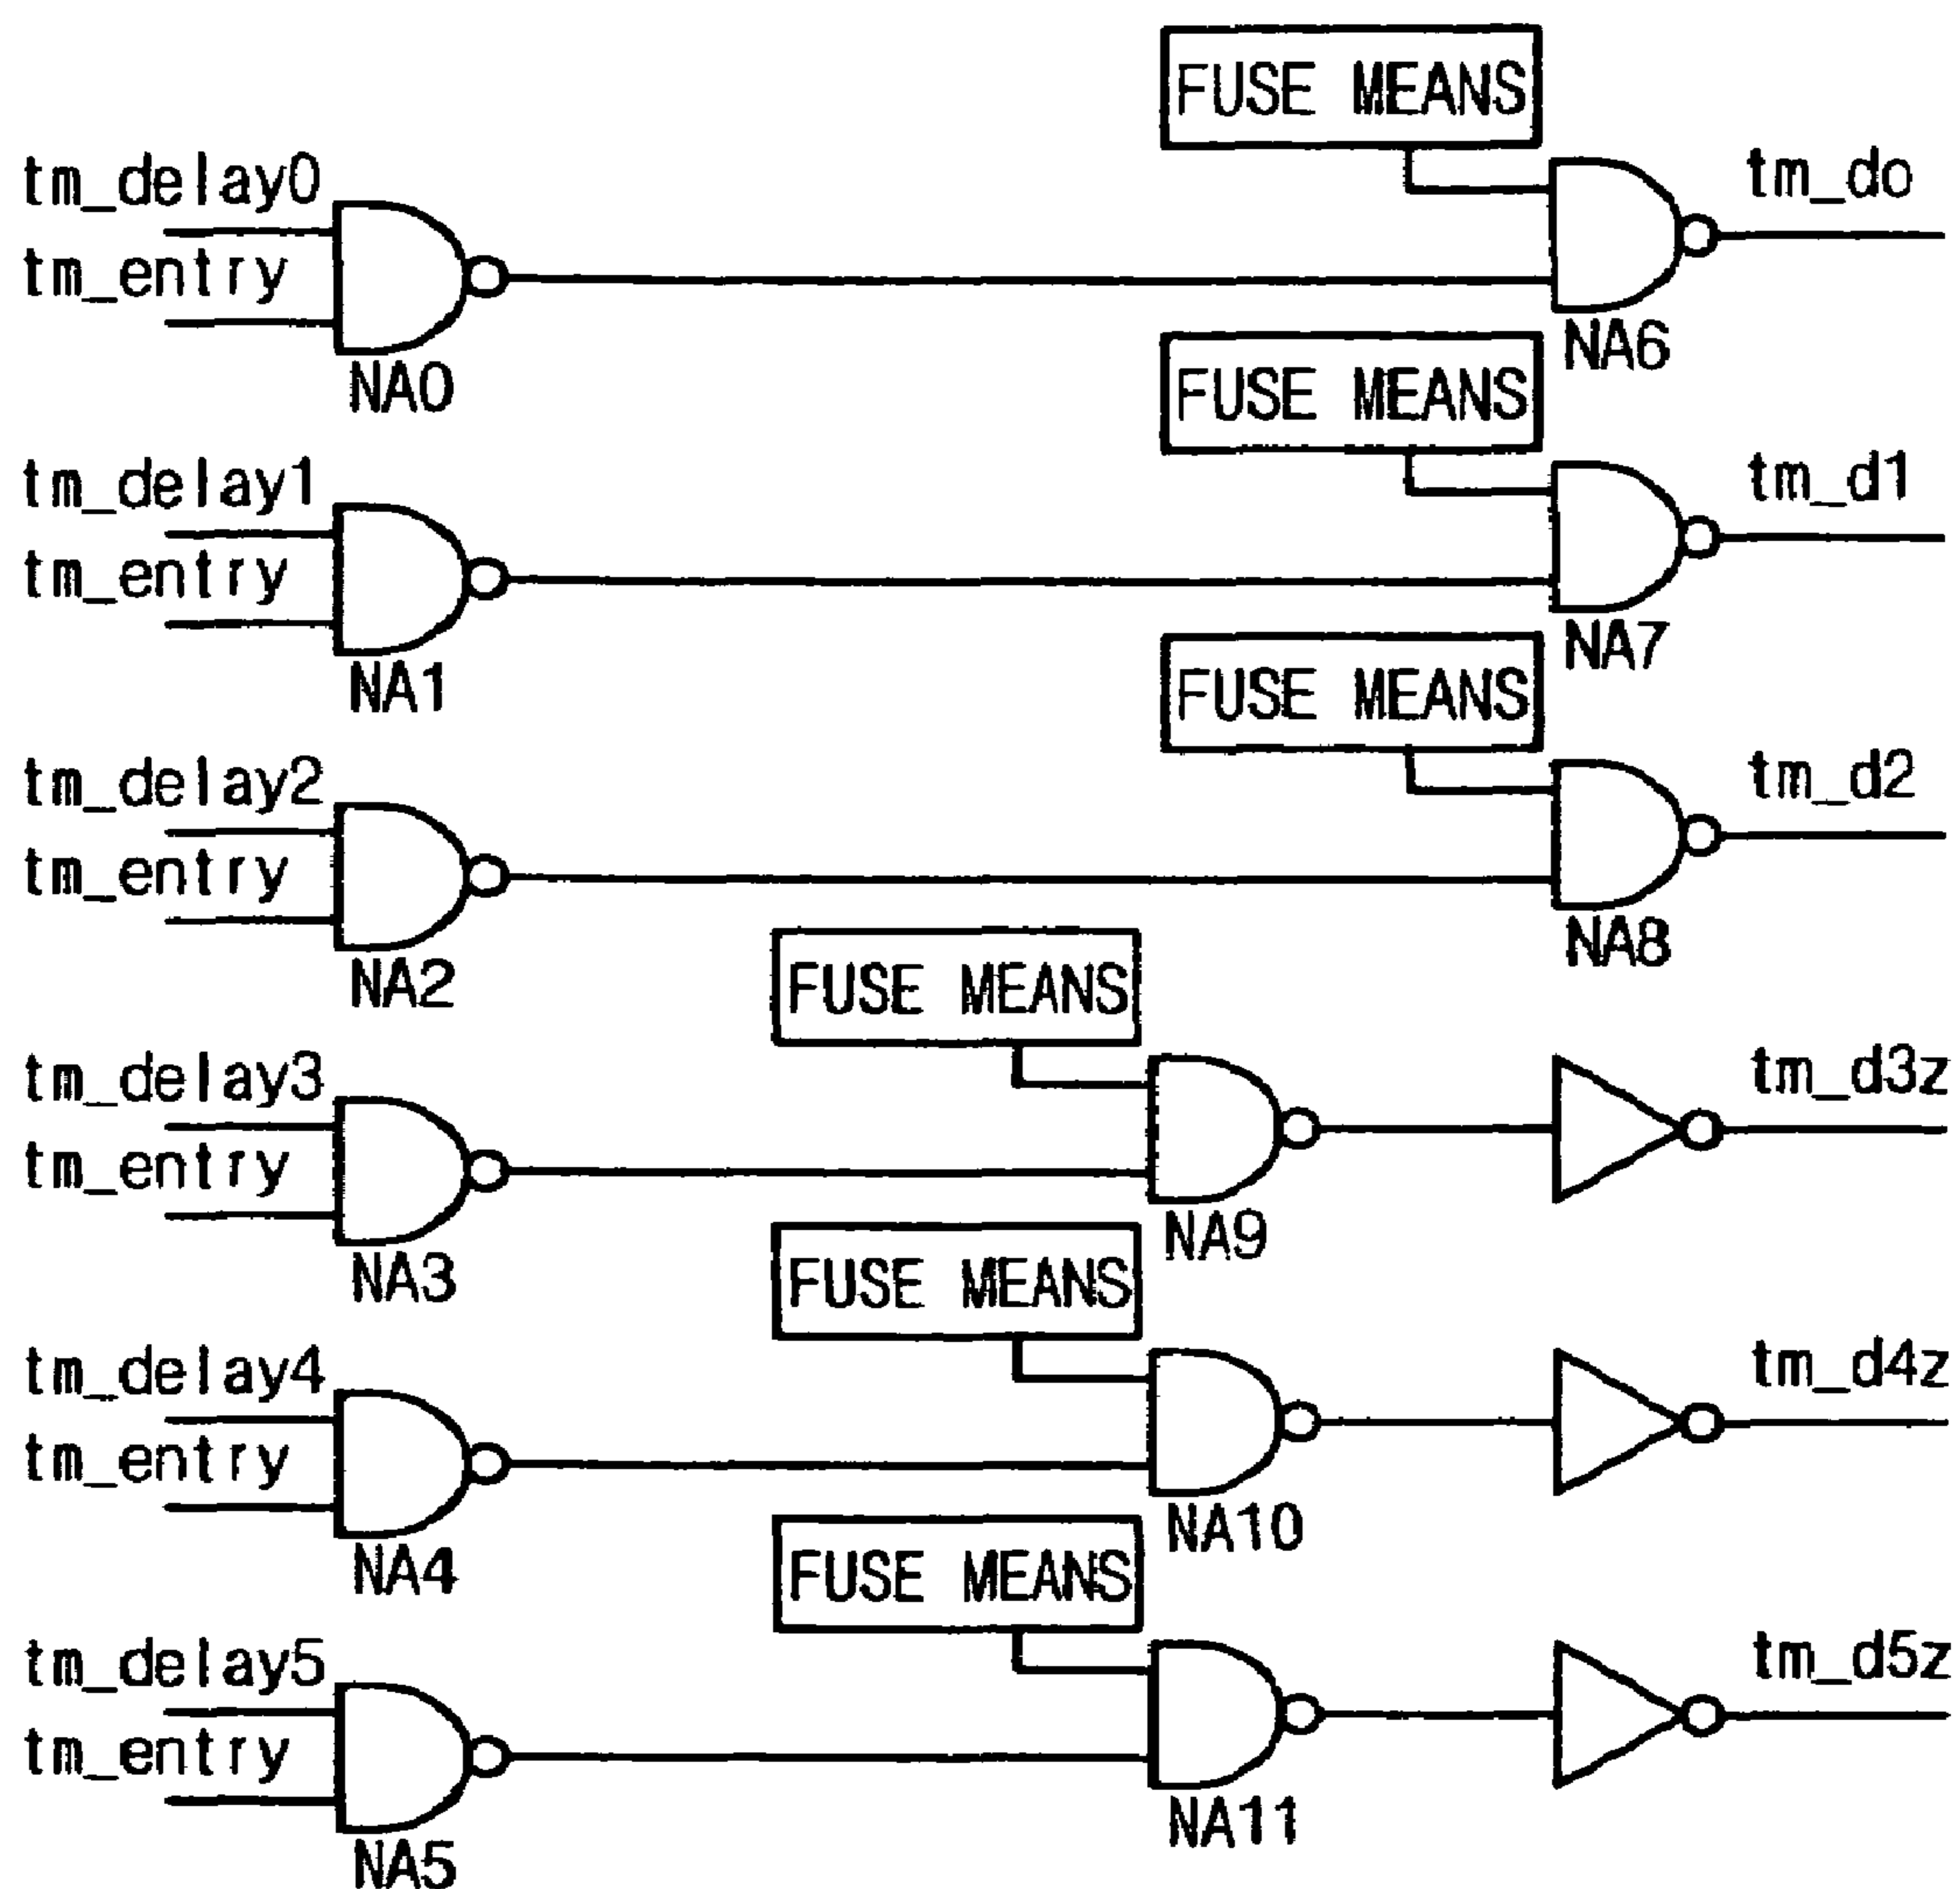 FUSE MEANS
tm_delay0
tm_do
tm_entry
NA0
NA6
FUSE MEANS
tm_delay1
tm_d1
tm_entry
NA1
NA7
FUSE MEANS
tm_delay2
tm_d2
tm_entry
NA2
NA8
FUSE MEANS
tm_delay3
tm_d3z
tm_entry
NA3
NA9
FUSE MEANS
tm_delay4
tm_d4z
tm_entry
NA4
NA10
FUSE MEANS
tm_delay5
tm_d5z
tm_entry
NA5
NA11